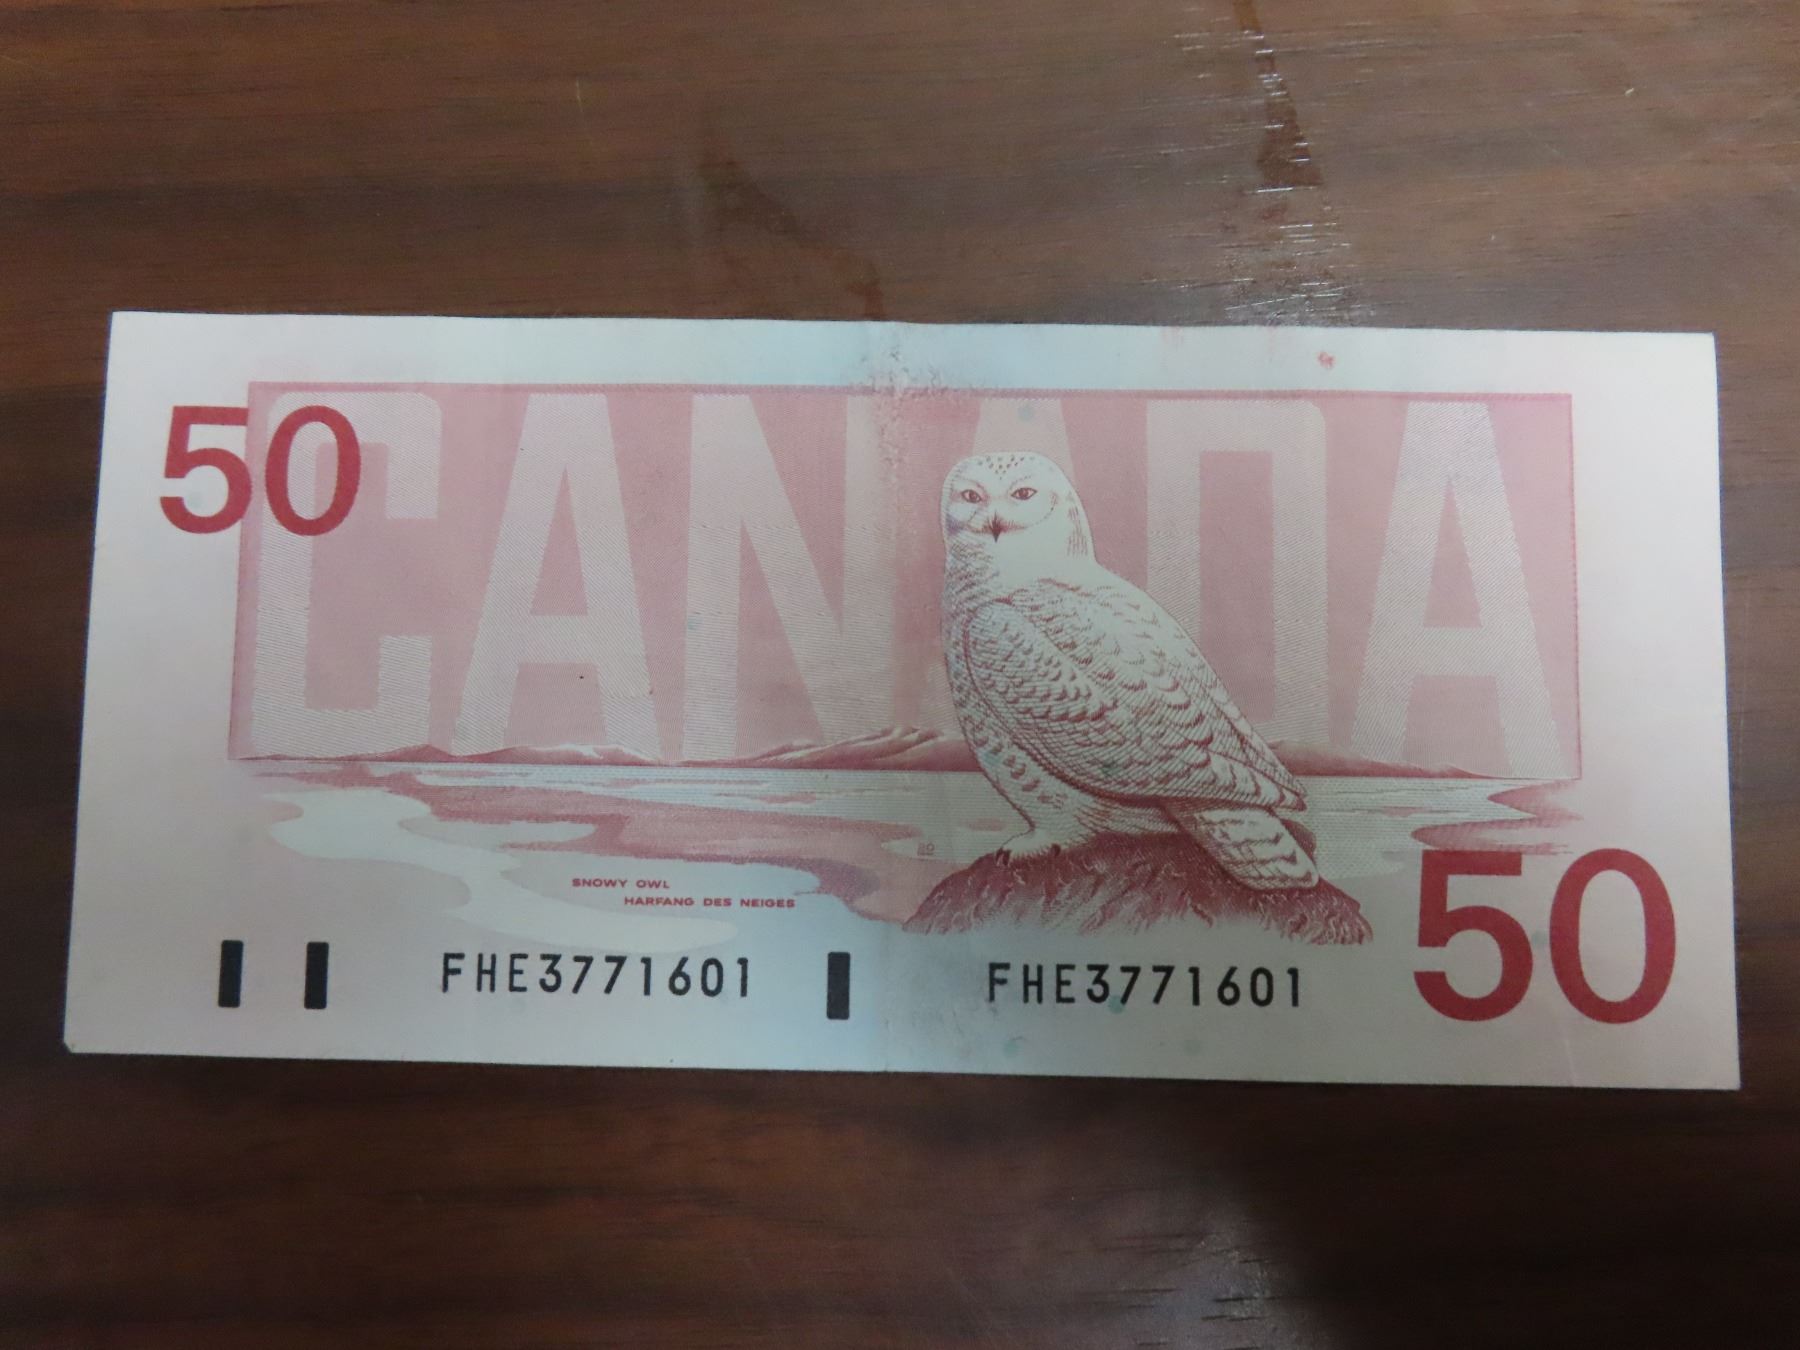 CANADA
50
SNOWY OWL
HARFANG DES NEIGES
FHE3771601 FHE3771601
50